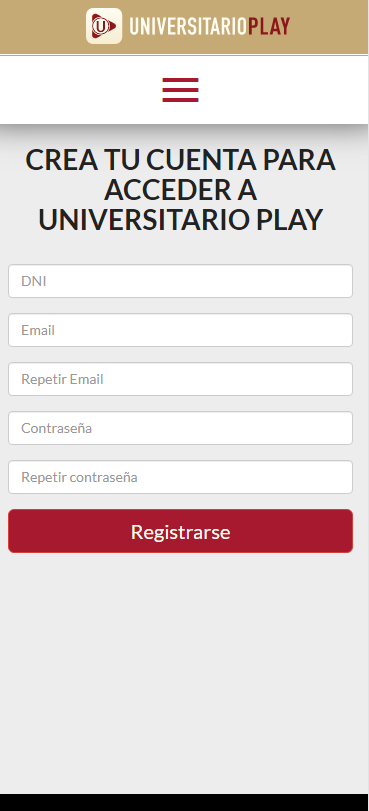 U UNIVERSITARIOPLAY
CREA TU CUENTA PARA
ACCEDER A
UNIVERSITARIO PLAY
DNI
Email
Repetir Email
Contraseña
Repetir contraseña
Registrarse